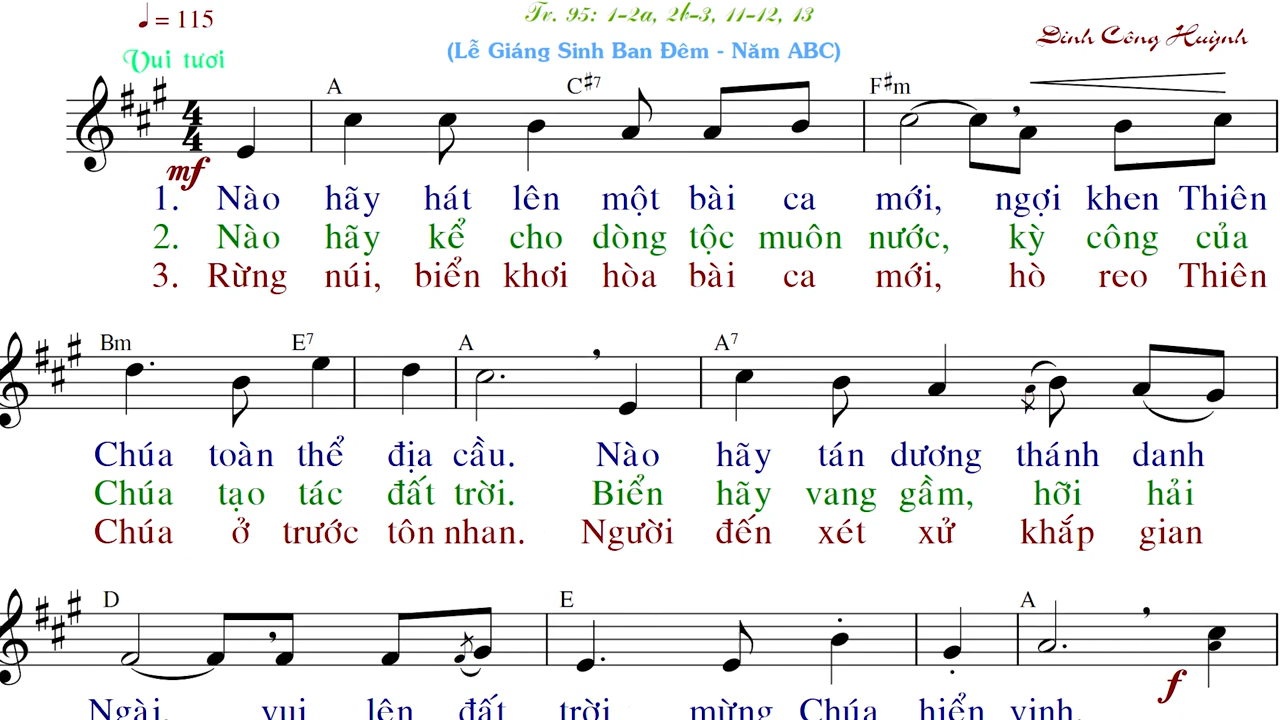 ♩ = 115
Tv. 95: 1-2a, 2b-3, 11-12, 13
Đinh Công Huỳnh
Vui tươi
(Lễ Giáng Sinh Ban Đêm - Năm ABC)
A C♯7 F♯m
4/4
mf
1. Nào hãy hát lên một bài ca mới, ngợi khen Thiên
2. Nào hãy kể cho dòng tộc muôn nước, kỳ công của
3. Rừng núi, biển khơi hòa bài ca mới, hò reo Thiên
Bm E7 A A7
Chúa toàn thể địa cầu. Nào hãy tán dương thánh danh
Chúa tạo tác đất trời. Biển hãy vang gầm, hỡi hải
Chúa ở trước tôn nhan. Người đến xét xử khắp gian
D E A
f
Ngài, vui lên đất trời mừng Chúa hiển vinh.